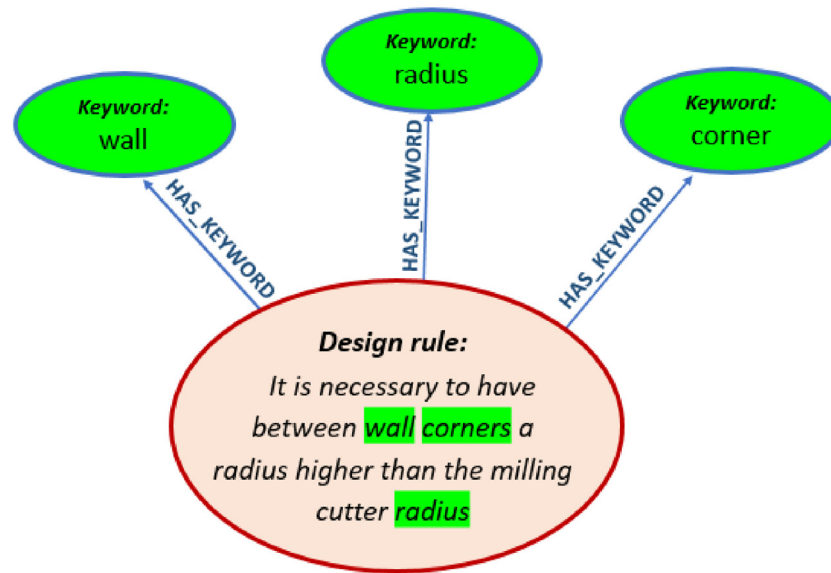 Keyword:
radius
Keyword:
wall
Keyword:
corner
HAS_KEYWORD
HAS_KEYWORD
HAS_KEYWORD
Design rule:
It is necessary to have
between wall corners a
radius higher than the milling
cutter radius